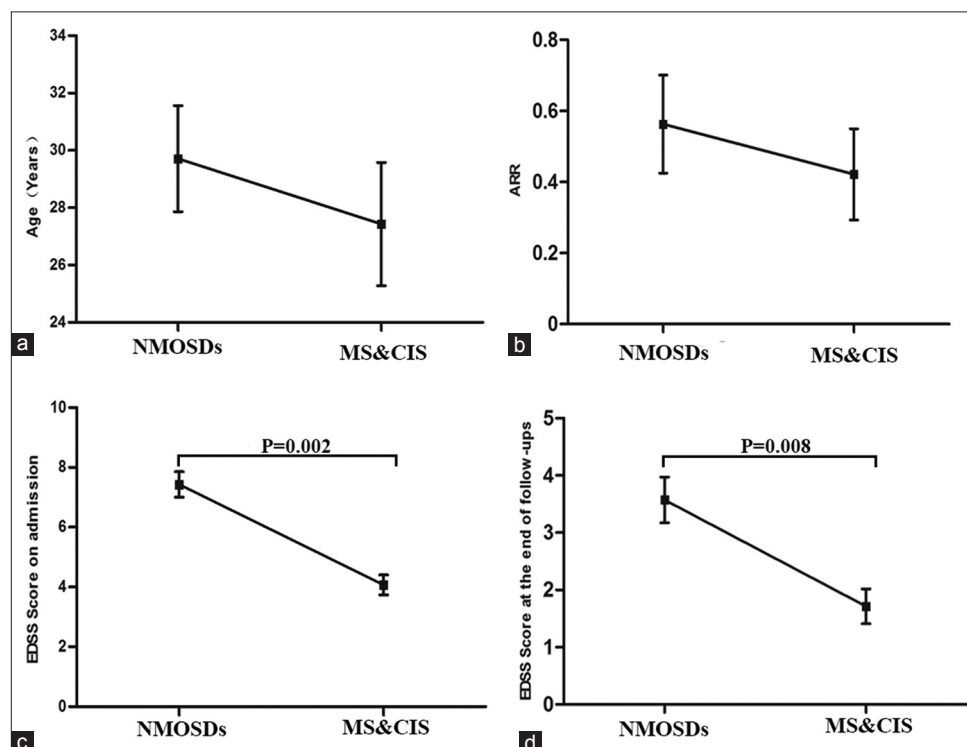 34
32
30
28
26
24
Age (Years)
NMOSDs
MS&CIS
a
0.8
0.6
0.4
0.2
0
ARR
NMOSDs
MS&CIS
b
10
8
6
4
2
0
EDSS Score on admission
P=0.002
NMOSDs
MS&CIS
c
5
4
3
2
1
0
EDSS Score at the end of follow-ups
P=0.008
NMOSDs
MS&CIS
d